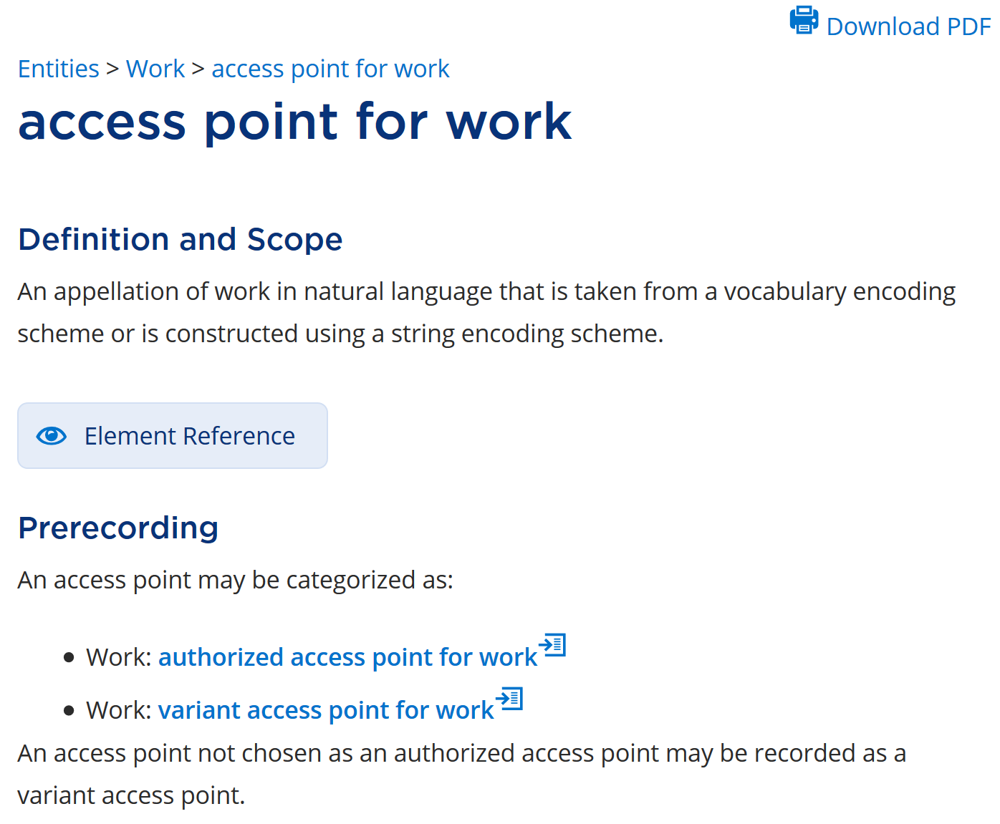 Download PDF
Entities > Work > access point for work
access point for work
Definition and Scope
An appellation of work in natural language that is taken from a vocabulary encoding
scheme or is constructed using a string encoding scheme.
Element Reference
Prerecording
An access point may be categorized as:
• Work: authorized access point for work
• Work: variant access point for work
An access point not chosen as an authorized access point may be recorded as a
variant access point.